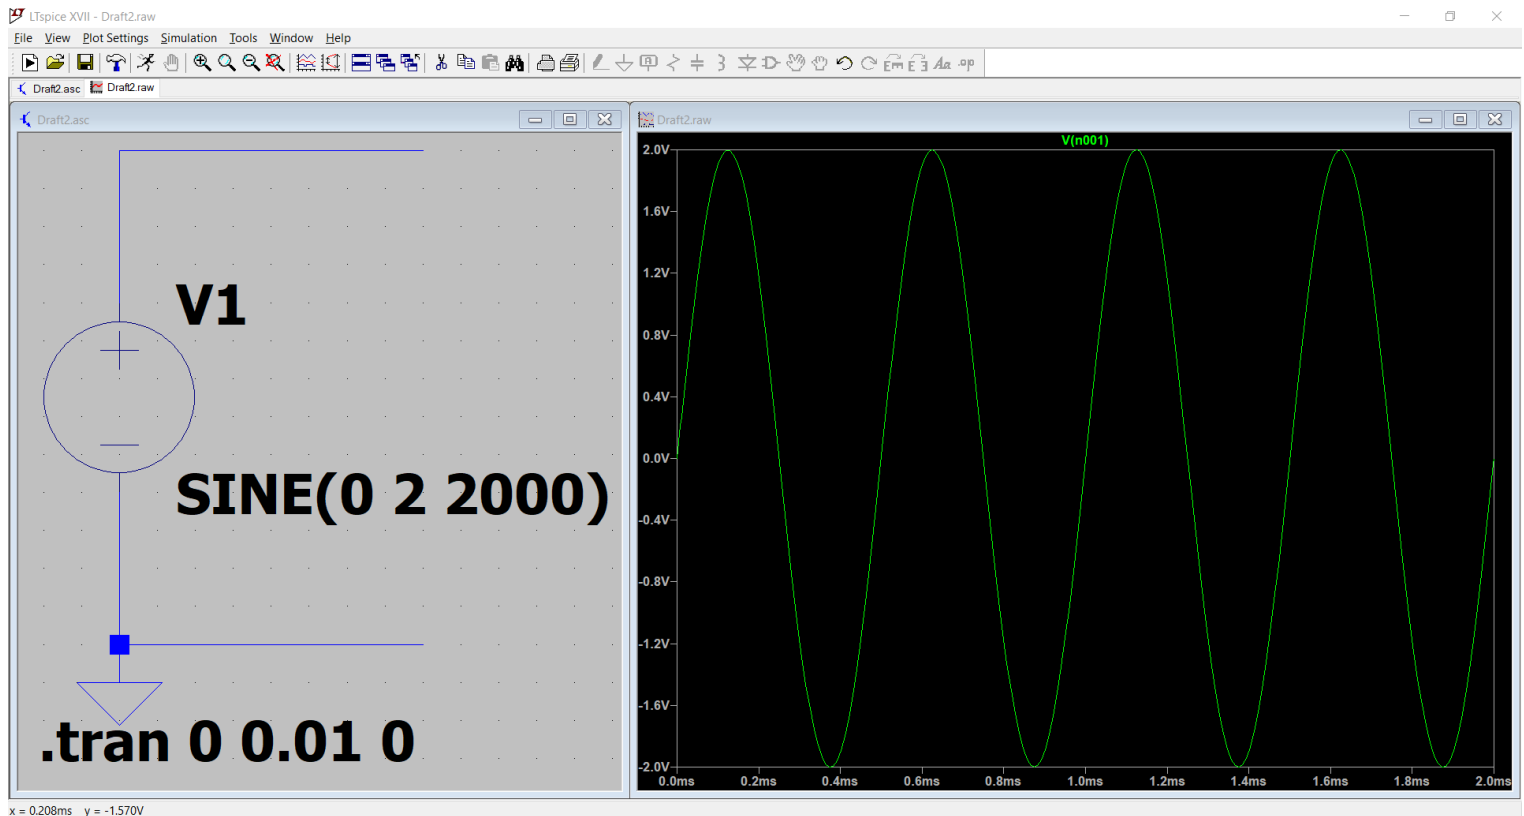 LTspice XVII - Draft2.raw
File View Plot Settings Simulation Tools Window Help
Aa .op
Draft2.asc Draft2.raw
Draft2.asc
Draft2.raw
V1
SINE(0 2 2000)
.tran 0 0.01 0
V(n001)
2.0V
1.6V
1.2V
0.8V
0.4V
0.0V
-0.4V
-0.8V
-1.2V
-1.6V
-2.0V
0.0ms 0.2ms 0.4ms 0.6ms 0.8ms 1.0ms 1.2ms 1.4ms 1.6ms 1.8ms 2.0ms
x = 0.208ms y = -1.570V